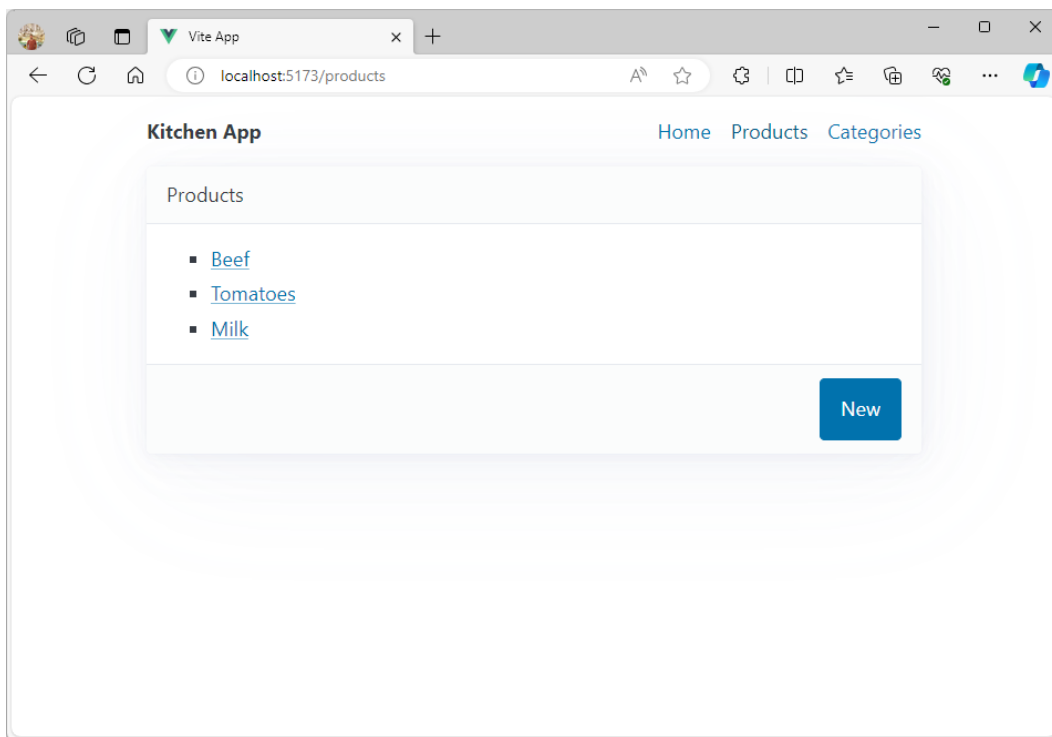 Vite App
localhost:5173/products
Kitchen App Home Products Categories
Products
Beef
Tomatoes
Milk
New